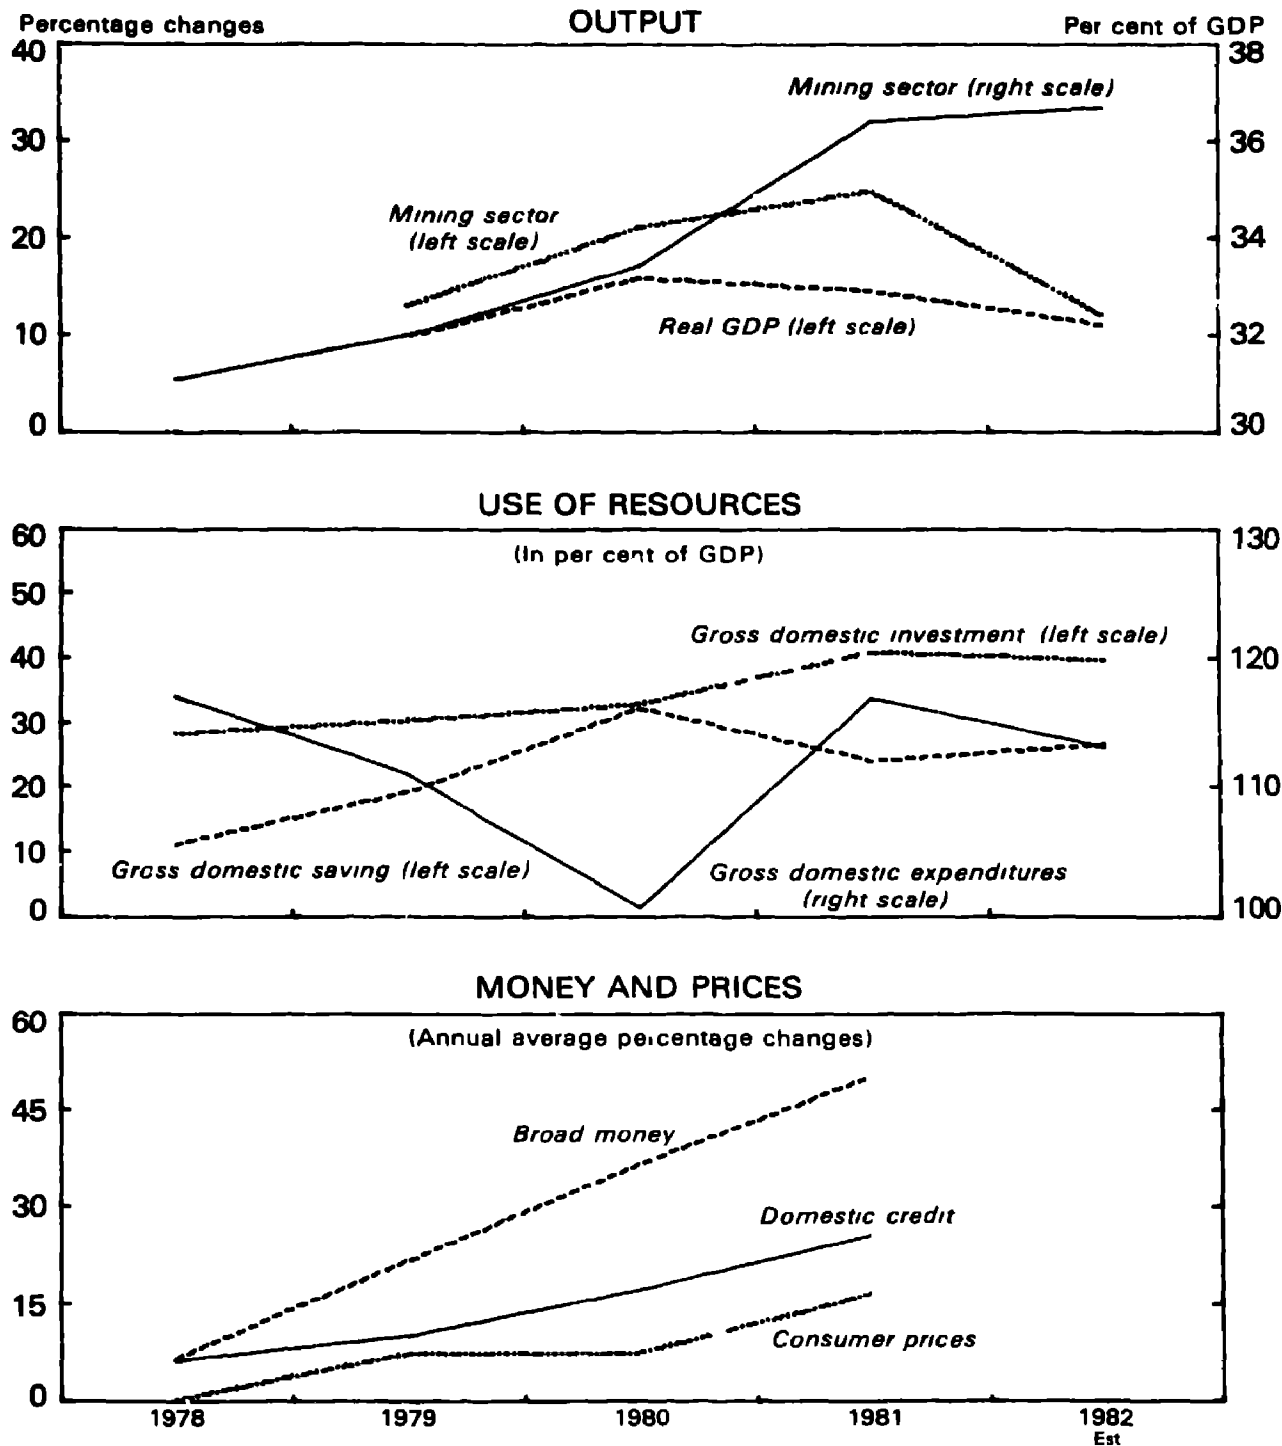 OUTPUT
Percentage changes
Per cent of GDP
40
38
Mining sector (right scale)
30
36
Mining sector
(left scale)
20
34
Real GDP (left scale)
10
32
0
30
USE OF RESOURCES
60
130
(In per cent of GDP)
50
Gross domestic investment (left scale)
40
120
30
20
110
10
Gross domestic saving (left scale)
Gross domestic expenditures
(right scale)
0
100
MONEY AND PRICES
60
(Annual average percentage changes)
45
Broad money
30
Domestic credit
15
Consumer prices
0
1978 1979 1980 1981 1982
Est